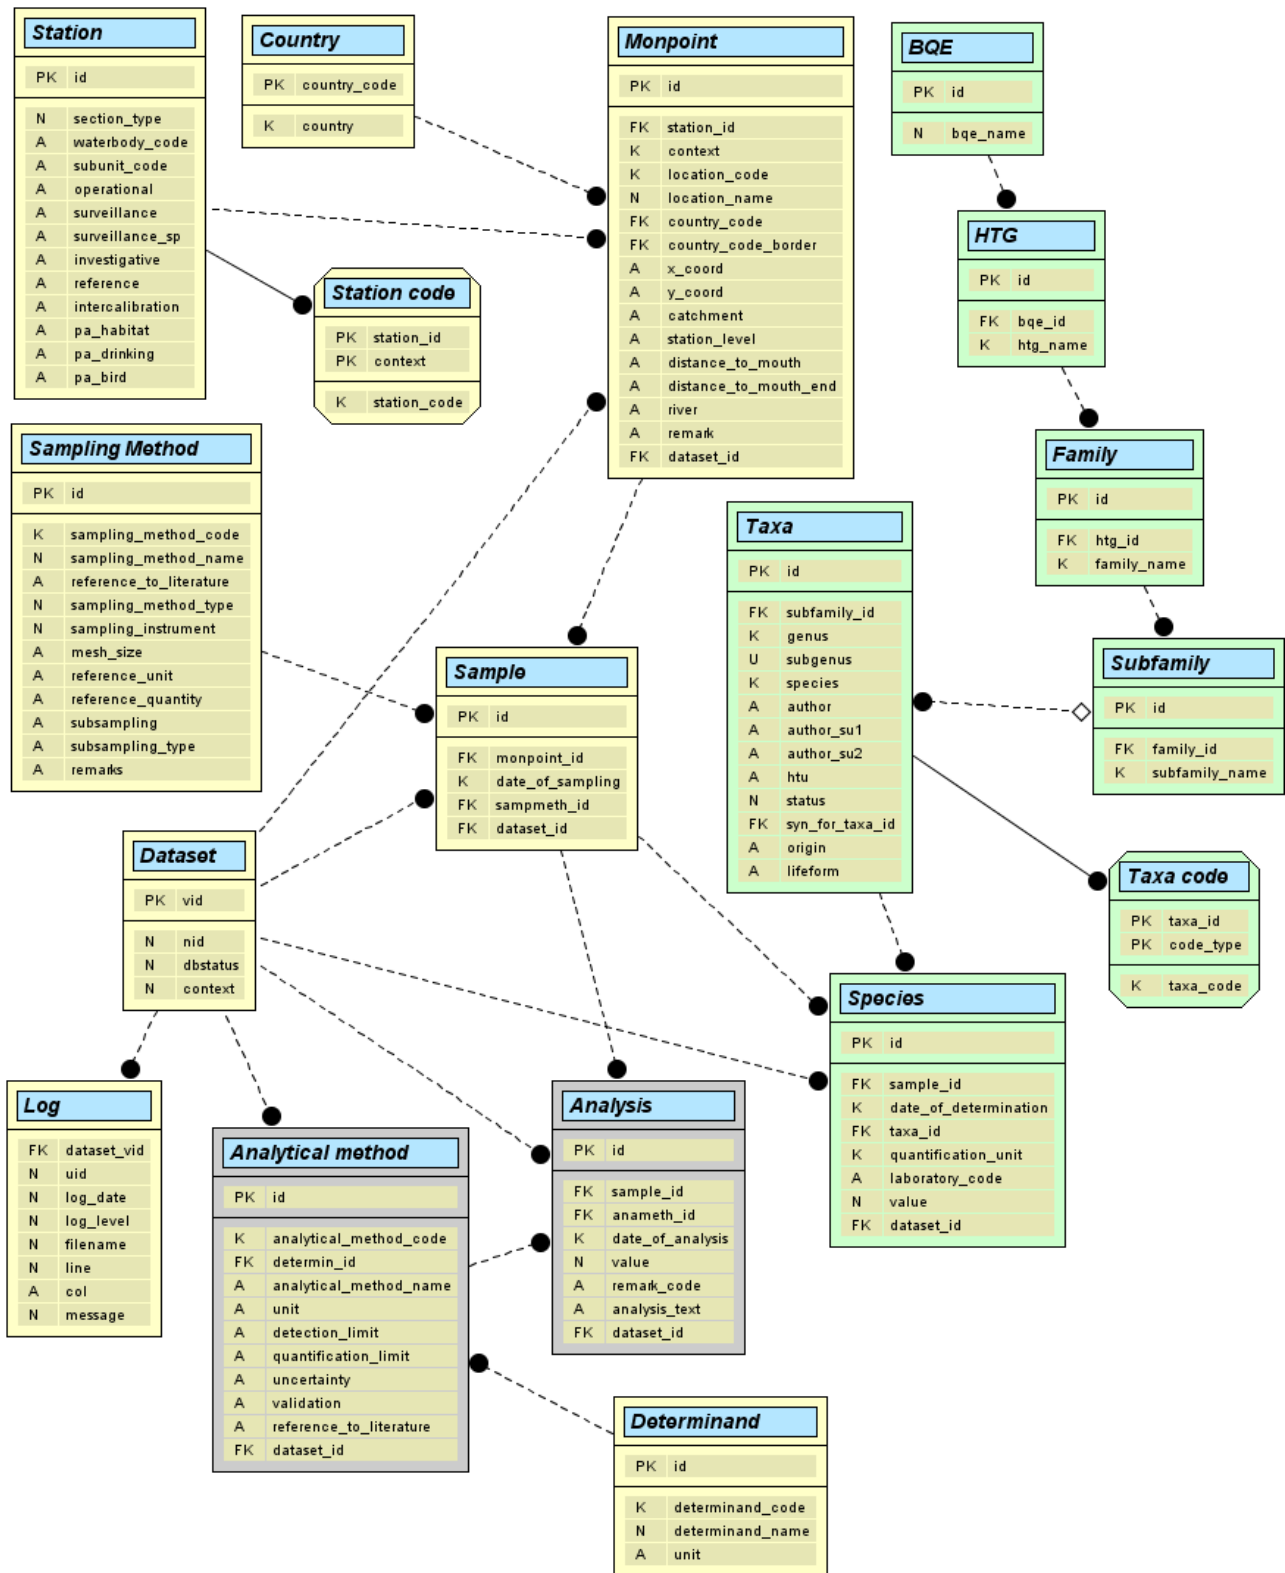 Station
PK id
N section_type
A waterbody_code
A subunit_code
A operational
A surveillance
A surveillance_sp
A investigative
A reference
A intercalibration
A pa_habitat
A pa_drinking
A pa_bird
Country
PK country_code
K country
Monpoint
PK id
FK station_id
K context
K location_code
N location_name
FK country_code
FK country_code_border
A x_coord
A y_coord
A catchment
A station_level
A distance_to_mouth
A distance_to_mouth_end
A river
A remark
FK dataset_id
BQE
PK id
N bqe_name
HTG
PK id
FK bqe_id
K htg_name
Station code
PK station_id
PK context
K station_code
Sampling Method
PK id
K sampling_method_code
N sampling_method_name
A reference_to_literature
N sampling_method_type
N sampling_instrument
A mesh_size
A reference_unit
A reference_quantity
A subsampling
A subsampling_type
A remarks
Family
PK id
FK htg_id
K family_name
Taxa
PK id
FK subfamily_id
K genus
U subgenus
K species
A author
A author_su1
A author_su2
A htu
N status
FK syn_for_taxa_id
A origin
A lifeform
Subfamily
PK id
FK family_id
K subfamily_name
Sample
PK id
FK monpoint_id
K date_of_sampling
FK sampmeth_id
FK dataset_id
Dataset
PK vid
N nid
N dbstatus
N context
Taxa code
PK taxa_id
PK code_type
K taxa_code
Species
PK id
FK sample_id
K date_of_determination
FK taxa_id
K quantification_unit
A laboratory_code
N value
FK dataset_id
Log
FK dataset_vid
N uid
N log_date
N log_level
N filename
N line
A col
N message
Analytical method
PK id
K analytical_method_code
FK determin_id
A analytical_method_name
A unit
A detection_limit
A quantification_limit
A uncertainty
A validation
A reference_to_literature
FK dataset_id
Analysis
PK id
FK sample_id
FK anameth_id
K date_of_analysis
N value
A remark_code
A analysis_text
FK dataset_id
Determinand
PK id
K determinand_code
N determinand_name
A unit